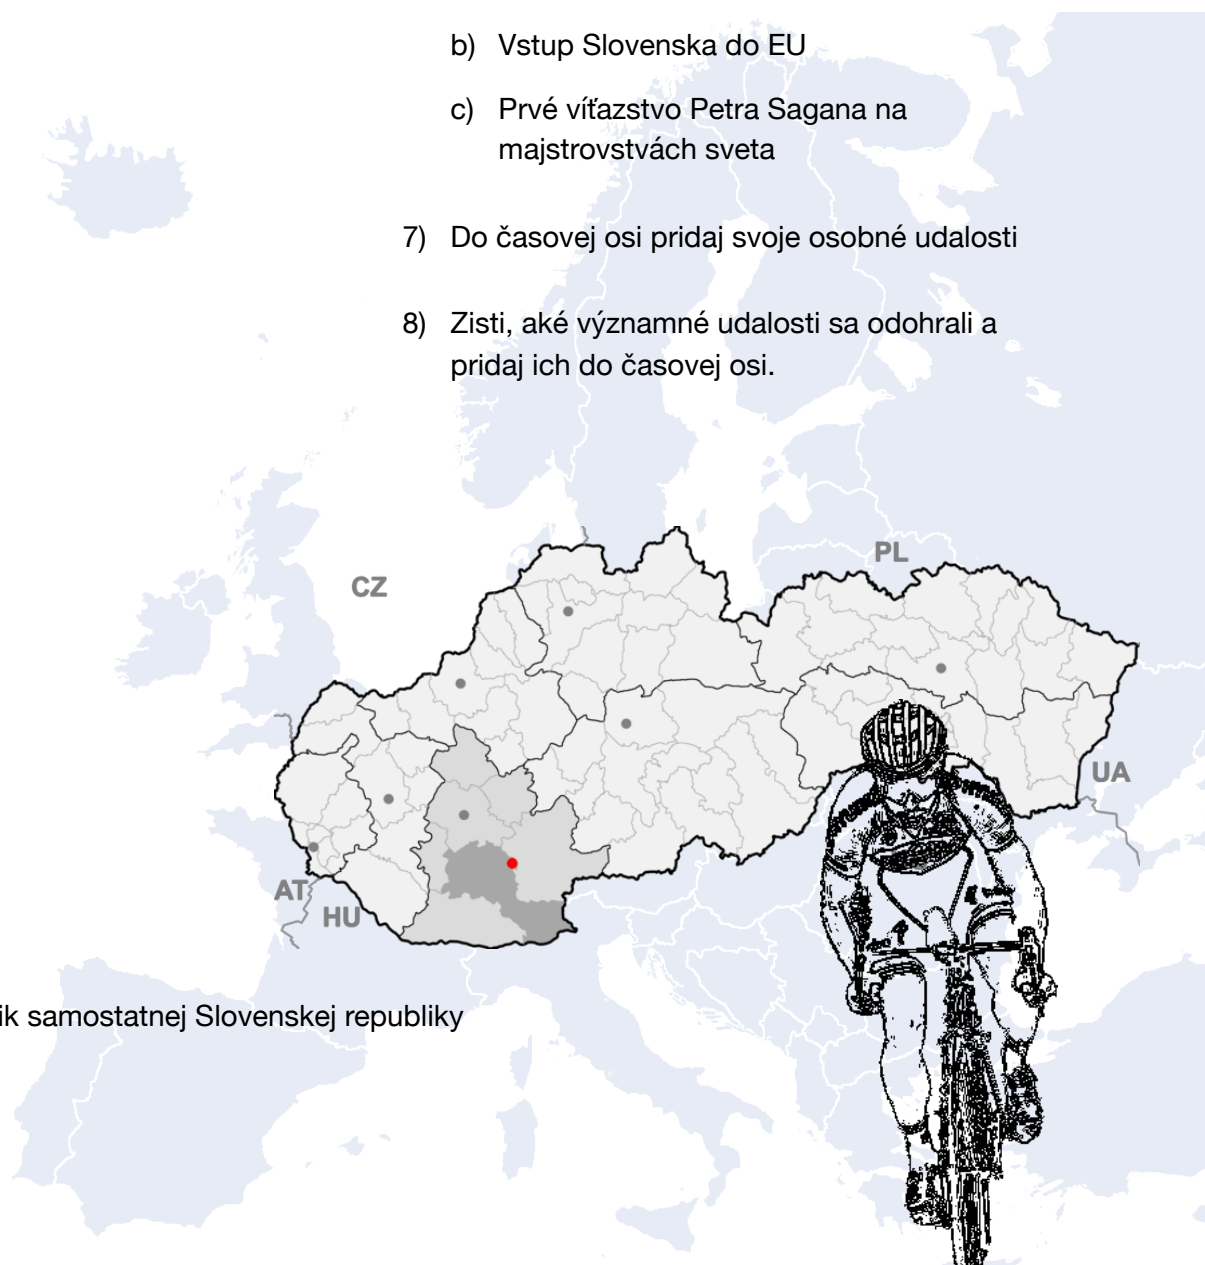 b) Vstup Slovenska do EU
c) Prvé víťazstvo Petra Sagana na
majstrovstvách sveta
7) Do časovej osi pridaj svoje osobné udalosti
8) Zisti, aké významné udalosti sa odohrali a
pridaj ich do časovej osi.
PL
CZ
UA
AT
HU
samostatnej Slovenskej republiky